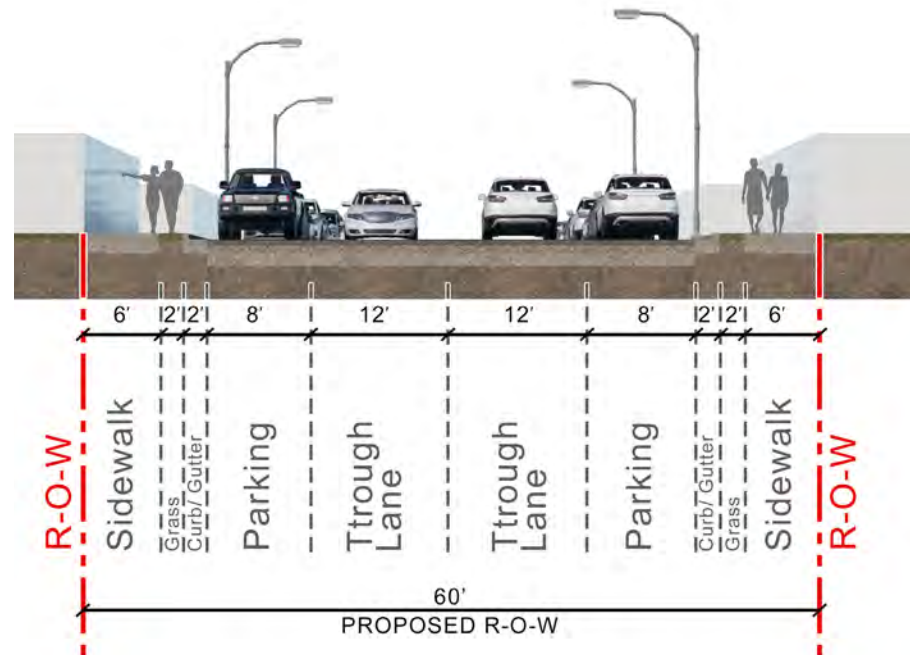 6' 2' 2' 8' 12' 12' 8' 2' 2' 6'
R-O-W
Sidewalk
Grass
Curb/ Gutter
Parking
Ttrough
Lane
Ttrough
Lane
Parking
Curb/ Gutter
Grass
Sidewalk
R-O-W
60'
PROPOSED R-O-W